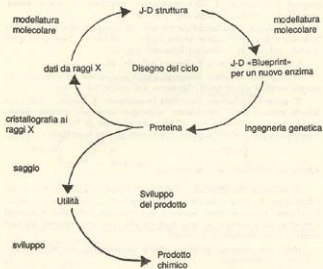 J-D struttura
modellatura
molecolare
modellatura
molecolare
dati da raggi X
Disegno del ciclo
J-D «Blueprint»
per un nuovo enzima
cristallografia ai
raggi X
Proteina
Ingegneria genetica
saggio
Utilità
Sviluppo
del prodotto
sviluppo
Prodotto
chimico